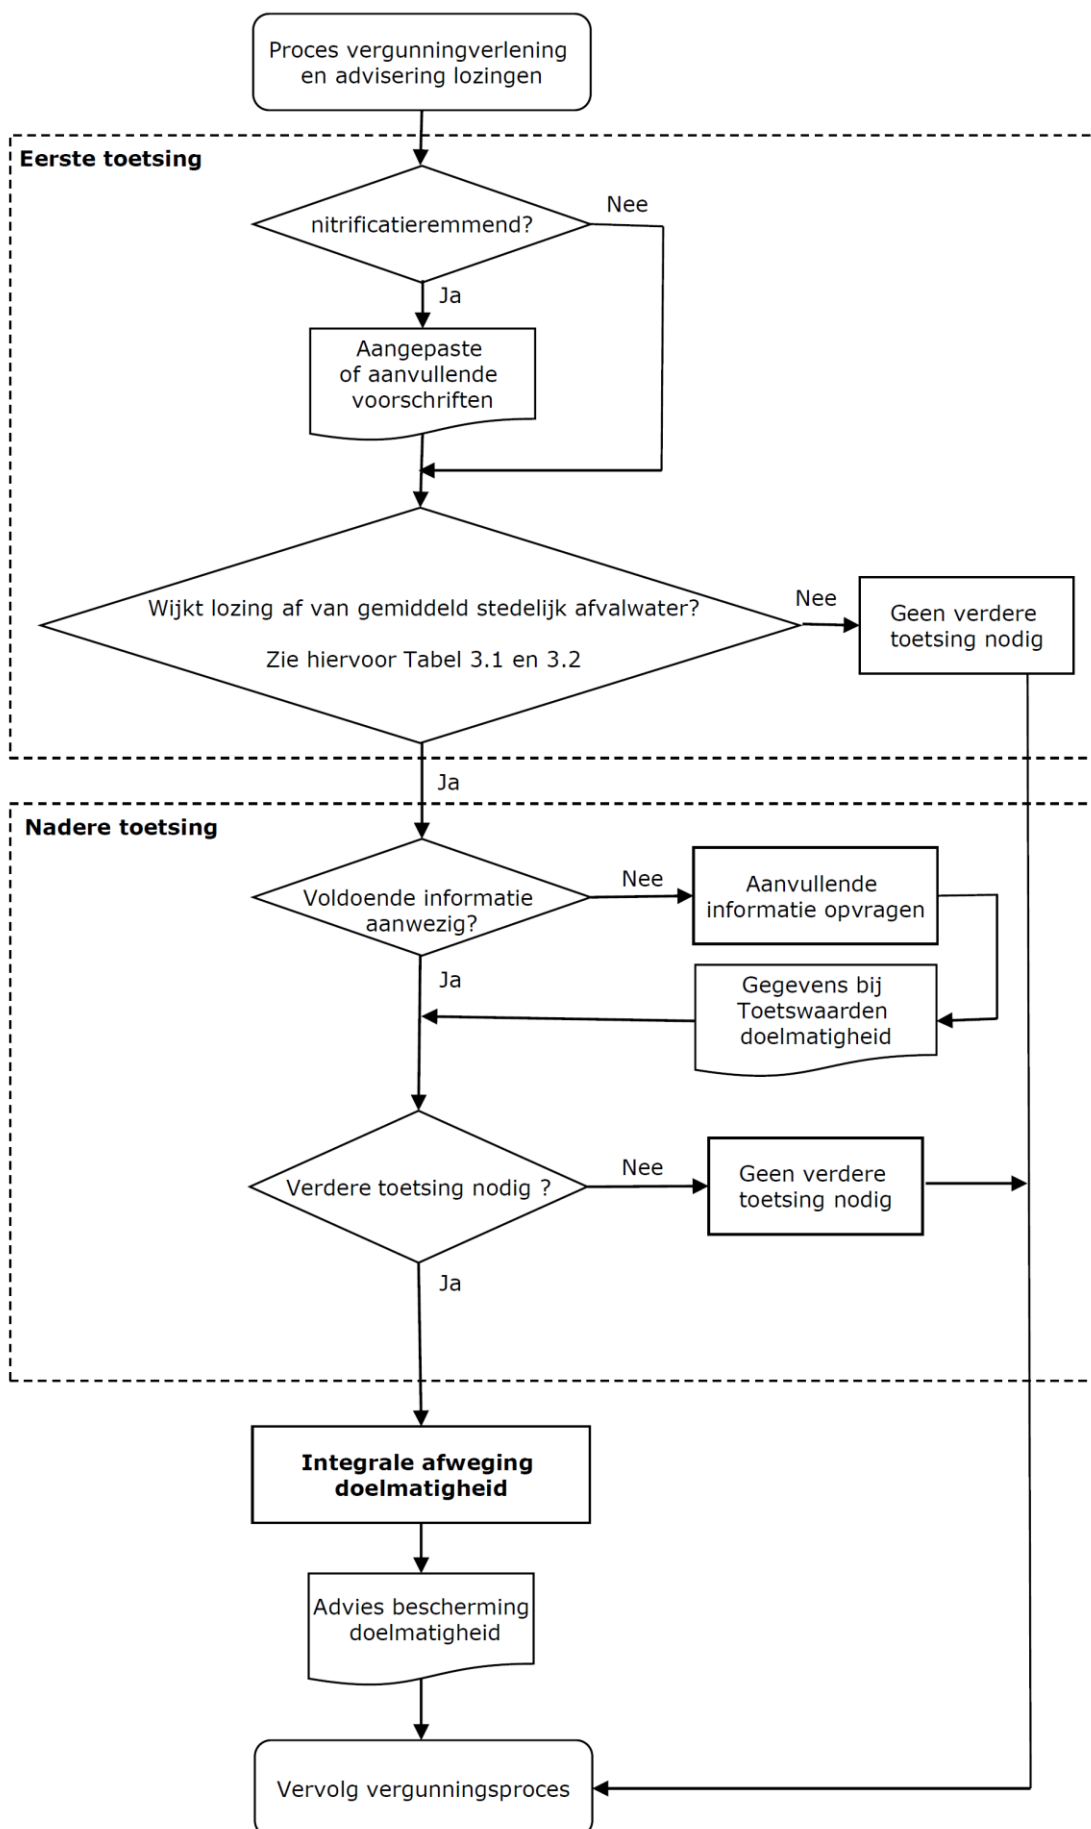 Proces vergunningverlening
en advisering lozingen
Eerste toetsing
nitrificatieremmend?
Nee
Ja
Aangepaste
of aanvullende
voorschriften
Wijkt lozing af van gemiddeld stedelijk afvalwater?
Zie hiervoor Tabel 3.1 en 3.2
Nee
Geen verdere
toetsing nodig
Ja
Nadere toetsing
Voldoende informatie
aanwezig?
Nee
Aanvullende
informatie opvragen
Ja
Gegevens bij
Toetswaarden
doelmatigheid
Verdere toetsing nodig ?
Nee
Geen verdere
toetsing nodig
Ja
Integrale afweging
doelmatigheid
Advies bescherming
doelmatigheid
Vervolg vergunningsproces